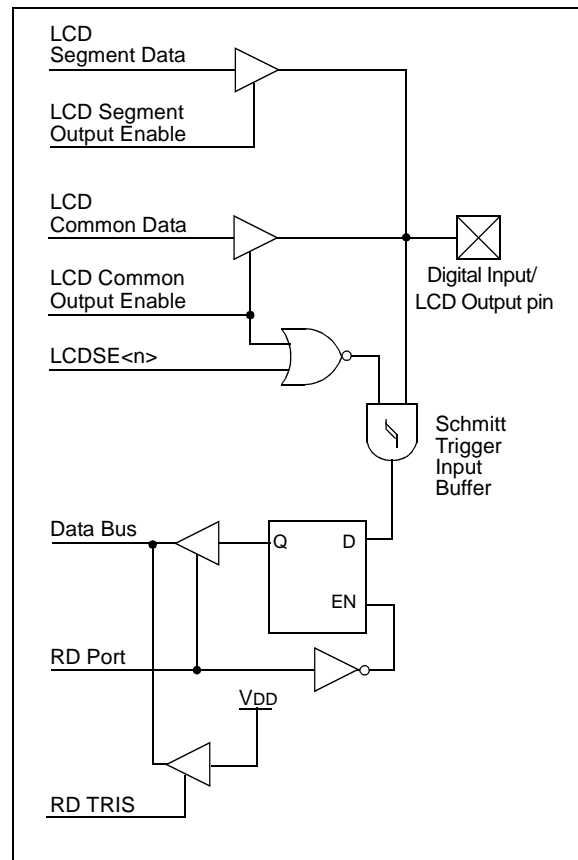 LCD
Segment Data
LCD Segment
Output Enable
LCD
Common Data
LCD Common
Output Enable
Digital Input/
LCD Output pin
LCDSE<n>
Schmitt
Trigger
Input
Buffer
Data Bus
Q
D
EN
RD Port
VDD
RD TRIS